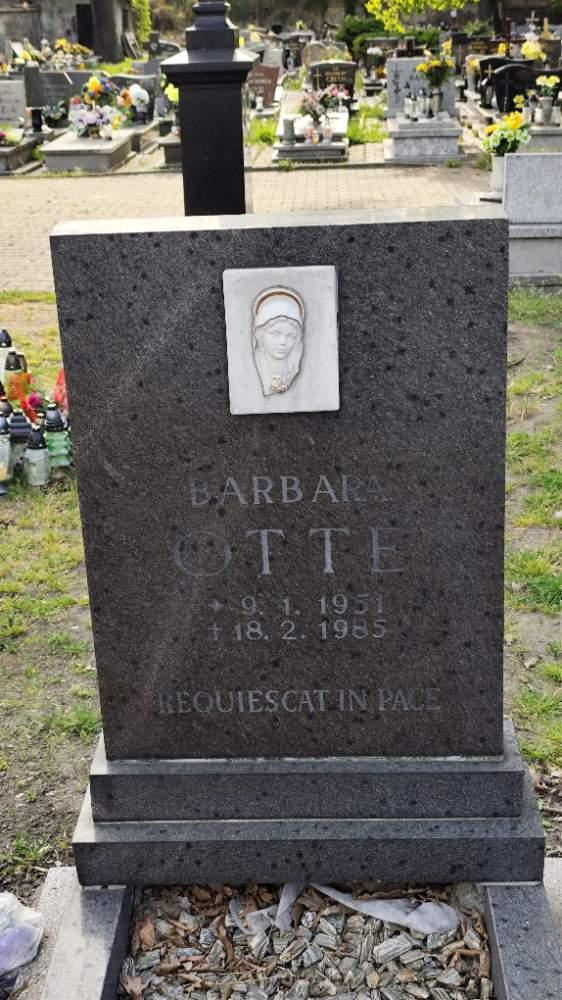 BARBARA
OTTE
* 9. 1. 1951
† 18. 2. 1985
REQUIESCAT IN PACE